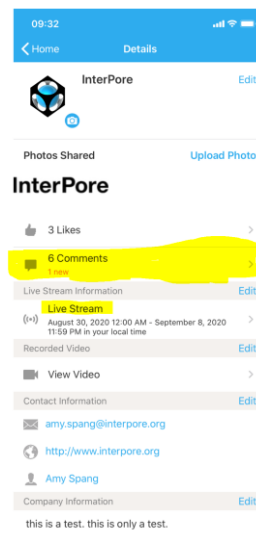 09:32
Home Details
InterPore Edit
Photos Shared Upload Photo
InterPore
3 Likes
6 Comments
1 new
Live Stream Information Edit
Live Stream
August 30, 2020 12:00 AM - September 8, 2020
11:59 PM in your local time
Recorded Video Edit
View Video
Contact Information Edit
amy.spang@interpore.org
http://www.interpore.org
Amy Spang
Company Information Edit
this is a test. this is only a test.